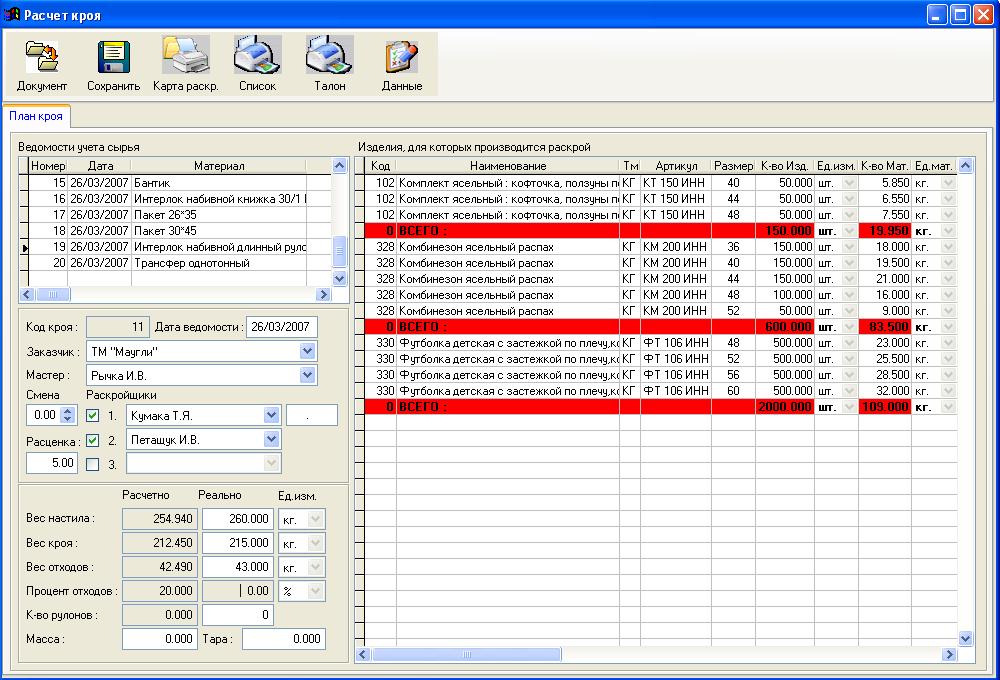 Расчет кроя
Документ Сохранить Карта раскр. Список Талон Данные
План кроя
Ведомости учета сырья
Номер Дата Материал
15 26/03/2007 Бантик
16 26/03/2007 Интерлок набивной книжка 30/1
17 26/03/2007 Пакет 26*35
18 26/03/2007 Пакет 30*45
19 26/03/2007 Интерлок набивной длинный руло
20 26/03/2007 Трансфер однотонный
Код кроя : 11 Дата ведомости : 26/03/2007
Заказчик : ТМ "Маугли"
Мастер : Рычка И.В.
Смена Раскройщики
0.00 1. Кумака Т.Я. .
Расценка : 2. Петащук И.В.
5.00 3.
Расчетно Реально Ед.изм.
Вес настила : 254.940 260.000 кг.
Вес кроя : 212.450 215.000 кг.
Вес отходов : 42.490 43.000 кг.
Процент отходов : 20.000 0.00 %
К-во рулонов : 0.000 0
Масса : 0.000 Тара : 0.000
Изделия, для которых производится раскрой
Код Наименование Тм Артикул Размер К-во Изд. Ед.изм. К-во Мат. Ед.мат.
102 Комплект ясельный : кофточка, ползуны по КГ КТ 150 ИНН 40 50.000 шт. 5.850 кг.
102 Комплект ясельный : кофточка, ползуны по КГ КТ 150 ИНН 44 50.000 шт. 6.550 кг.
102 Комплект ясельный : кофточка, ползуны по КГ КТ 150 ИНН 48 50.000 шт. 7.550 кг.
0 ВСЕГО : 150.000 шт. 19.950 кг.
328 Комбинезон ясельный распах КГ КМ 200 ИНН 36 150.000 шт. 18.000 кг.
328 Комбинезон ясельный распах КГ КМ 200 ИНН 40 150.000 шт. 19.500 кг.
328 Комбинезон ясельный распах КГ КМ 200 ИНН 44 150.000 шт. 21.000 кг.
328 Комбинезон ясельный распах КГ КМ 200 ИНН 48 100.000 шт. 16.000 кг.
328 Комбинезон ясельный распах КГ КМ 200 ИНН 52 50.000 шт. 9.000 кг.
0 ВСЕГО : 600.000 шт. 83.500 кг.
330 Футболка детская с застежкой по плечу,ко КГ ФТ 106 ИНН 48 500.000 шт. 23.000 кг.
330 Футболка детская с застежкой по плечу,ко КГ ФТ 106 ИНН 52 500.000 шт. 25.500 кг.
330 Футболка детская с застежкой по плечу,ко КГ ФТ 106 ИНН 56 500.000 шт. 28.500 кг.
330 Футболка детская с застежкой по плечу,ко КГ ФТ 106 ИНН 60 500.000 шт. 32.000 кг.
0 ВСЕГО : 2000.000 шт. 109.000 кг.